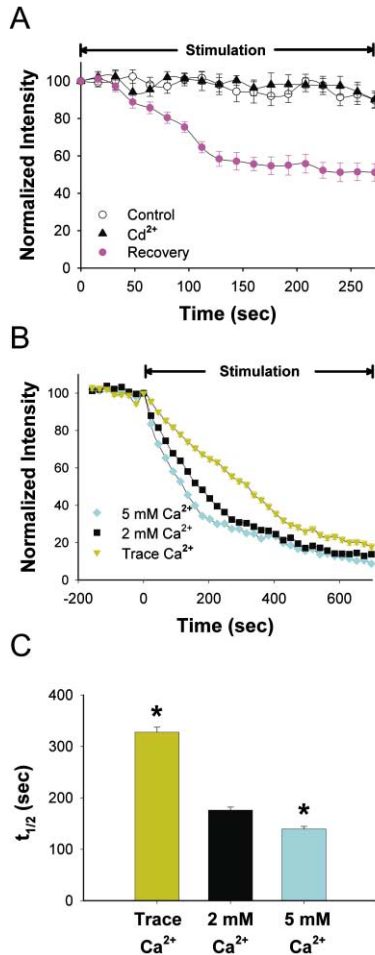 A
Stimulation
Normalized Intensity
120
100
80
60
40
20
0
Control
Cd²⁺
Recovery
0 50 100 150 200 250
Time (sec)
B
Stimulation
Normalized Intensity
120
100
80
60
40
20
0
5 mM Ca²⁺
2 mM Ca²⁺
Trace Ca²⁺
-200 0 200 400 600
Time (sec)
C
t₁/₂ (sec)
400
300
200
100
0
* *
Trace 2 mM 5 mM
Ca²⁺ Ca²⁺ Ca²⁺